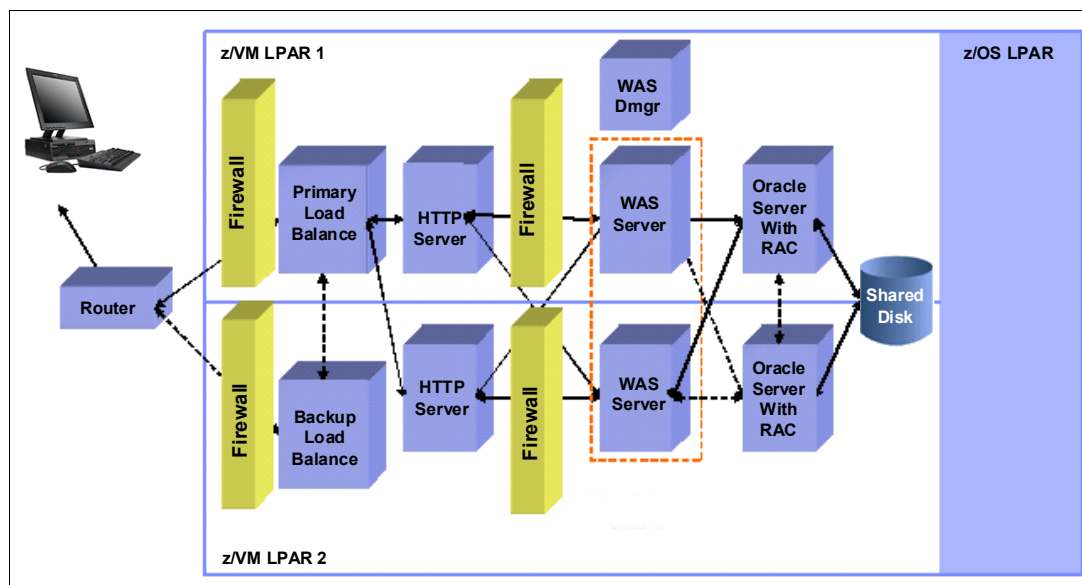 z/VM LPAR 1
z/OS LPAR
WAS
Dmgr
Firewall
Primary
Load
Balance
HTTP
Server
Firewall
WAS
Server
Oracle
Server
With
RAC
Router
Shared
Disk
Firewall
Backup
Load
Balance
HTTP
Server
Firewall
WAS
Server
Oracle
Server
With
RAC
z/VM LPAR 2